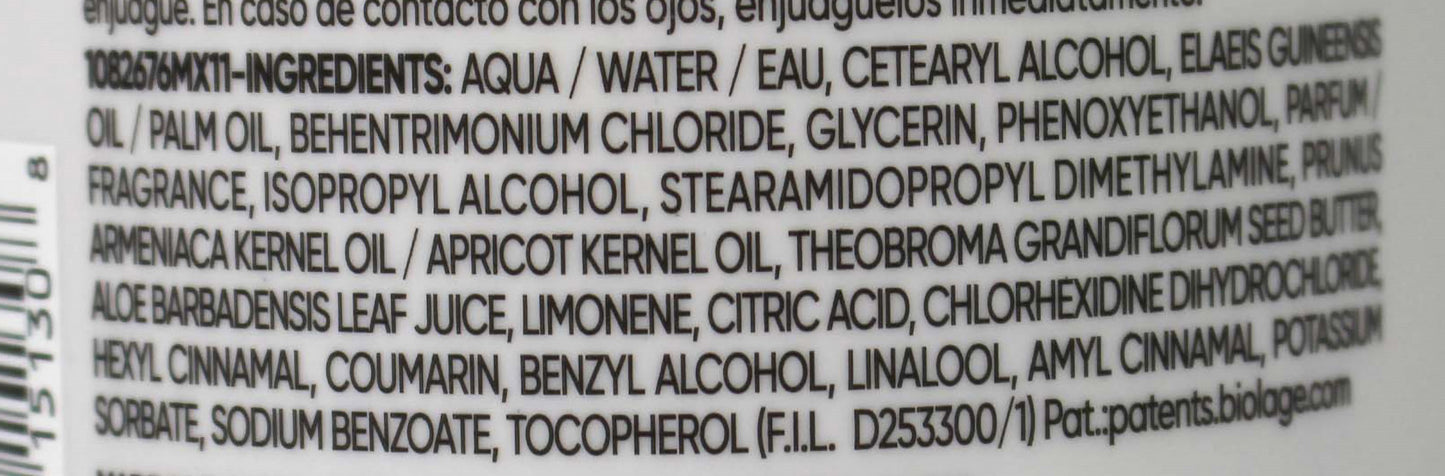 enjuague. En caso de contacto con los ojos, enjuáguelos inmediatamente.
1082676MX11-INGREDIENTS: AQUA / WATER / EAU, CETEARYL ALCOHOL, ELAEIS GUINEENSIS
OIL / PALM OIL, BEHENTRIMONIUM CHLORIDE, GLYCERIN, PHENOXYETHANOL, PARFUM /
FRAGRANCE, ISOPROPYL ALCOHOL, STEARAMIDOPROPYL DIMETHYLAMINE, PRUNUS
ARMENIACA KERNEL OIL / APRICOT KERNEL OIL, THEOBROMA GRANDIFLORUM SEED BUTTER,
ALOE BARBADENSIS LEAF JUICE, LIMONENE, CITRIC ACID, CHLORHEXIDINE DIHYDROCHLORIDE,
HEXYL CINNAMAL, COUMARIN, BENZYL ALCOHOL, LINALOOL, AMYL CINNAMAL, POTASSIUM
SORBATE, SODIUM BENZOATE, TOCOPHEROL (F.I.L. D253300/1) Pat.:patents.biolage.com
15130 8